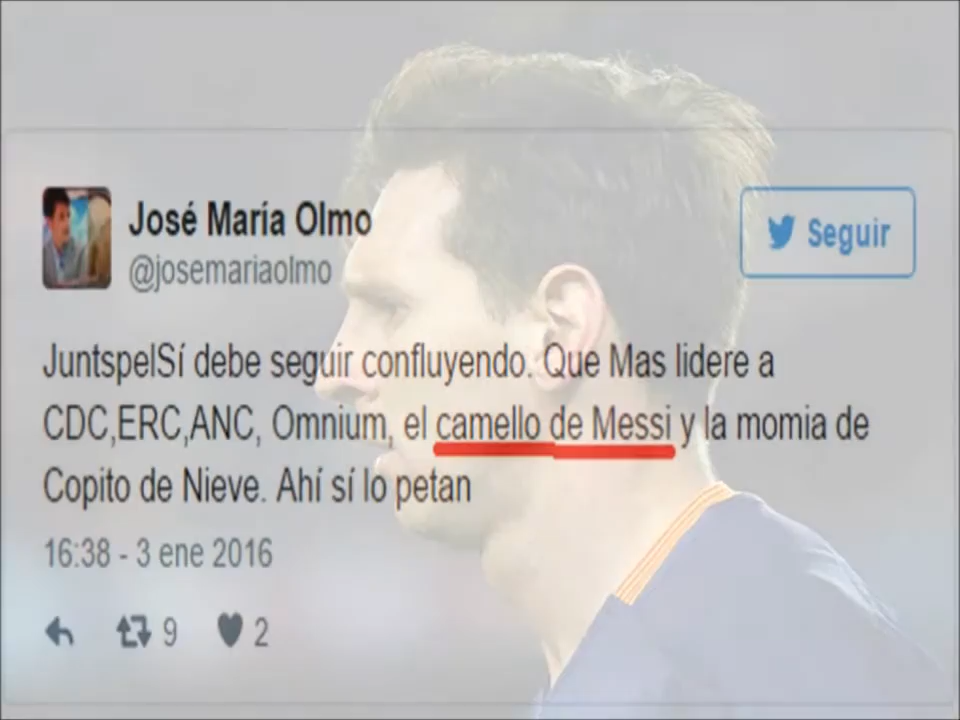 José María Olmo
@josemariaolmo
Seguir
JuntspelSí debe seguir confluyendo. Que Mas lidere a
CDC,ERC,ANC, Omnium, el camello de Messi y la momia de
Copito de Nieve. Ahí sí lo petan
16:38 - 3 ene 2016
9 2